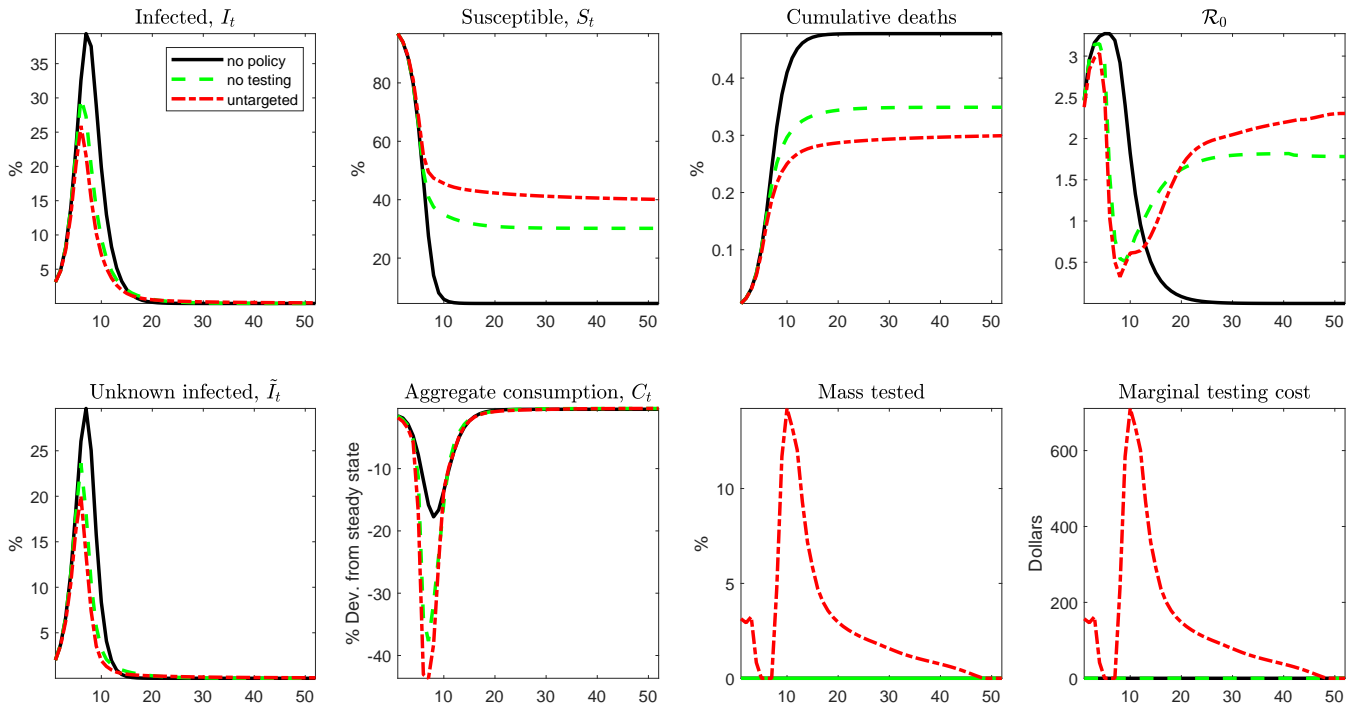 Infected, I_t
Susceptible, S_t
Cumulative deaths
R_0
no policy
no testing
untargeted
%
35
30
25
20
15
10
5
10 20 30 40 50
%
80
60
40
20
10 20 30 40 50
%
0.4
0.3
0.2
0.1
10 20 30 40 50
3
2.5
2
1.5
1
0.5
10 20 30 40 50
Unknown infected, Ĩ_t
Aggregate consumption, C_t
Mass tested
Marginal testing cost
%
25
20
15
10
5
10 20 30 40 50
% Dev. from steady state
-10
-20
-30
-40
10 20 30 40 50
%
10
5
0
10 20 30 40 50
Dollars
600
400
200
0
10 20 30 40 50